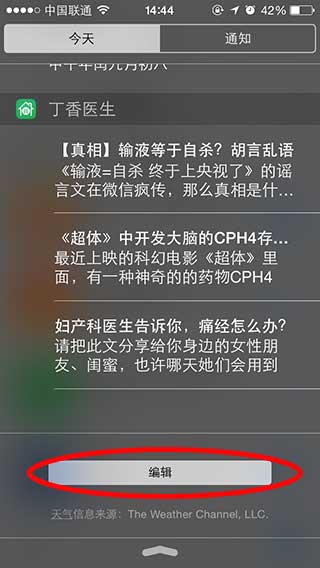 中国联通 14:44 42%
今天 通知
丁香医生
【真相】输液等于自杀？胡言乱语
《输液=自杀 终于上央视了》的谣
言文在微信疯传，那么真相是什…
《超体》中开发大脑的CPH4存…
最近上映的科幻电影《超体》里
面，有一种神奇的的药物CPH4
妇产科医生告诉你，痛经怎么办？
请把此文分享给你身边的女性朋
友、闺蜜，也许哪天她们会用到
编辑
天气信息来源：The Weather Channel, LLC.